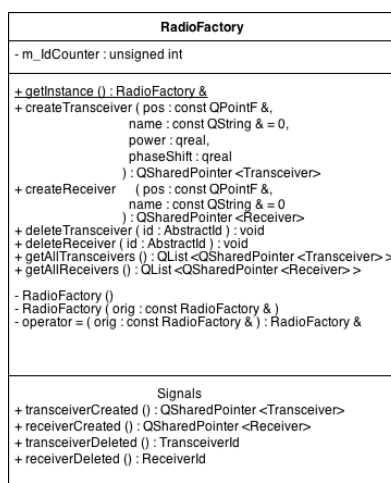 RadioFactory
- m_IdCounter : unsigned int
+ getInstance () : RadioFactory &
+ createTransceiver ( pos : const QPointF &,
name : const QString & = 0,
power : qreal,
phaseShift : qreal
) : QSharedPointer <Transceiver>
+ createReceiver ( pos : const QPointF &,
name : const QString & = 0
) : QSharedPointer <Receiver>
+ deleteTransceiver ( id : AbstractId ) : void
+ deleteReceiver ( id : AbstractId ) : void
+ getAllTransceivers () : QList <QSharedPointer <Transceiver> >
+ getAllReceivers () : QList <QSharedPointer <Receiver> >
- RadioFactory ()
- RadioFactory ( orig : const RadioFactory & )
- operator = ( orig : const RadioFactory & ) : RadioFactory &
Signals
+ transceiverCreated () : QSharedPointer <Transceiver>
+ receiverCreated () : QSharedPointer <Receiver>
+ transceiverDeleted () : TransceiverId
+ receiverDeleted () : ReceiverId